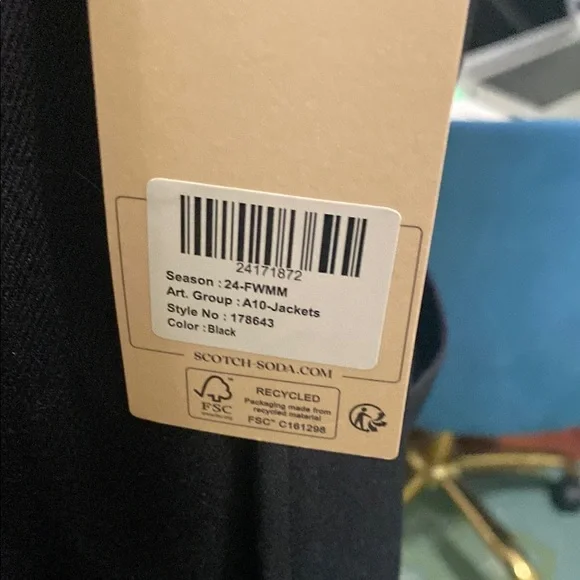 24171872
Season : 24-FWMM
Art. Group : A10-Jackets
Style No : 178643
Color : Black
SCOTCH-SODA.COM
FSC
RECYCLED
Packaging made from
recycled material
FSC™ C161298